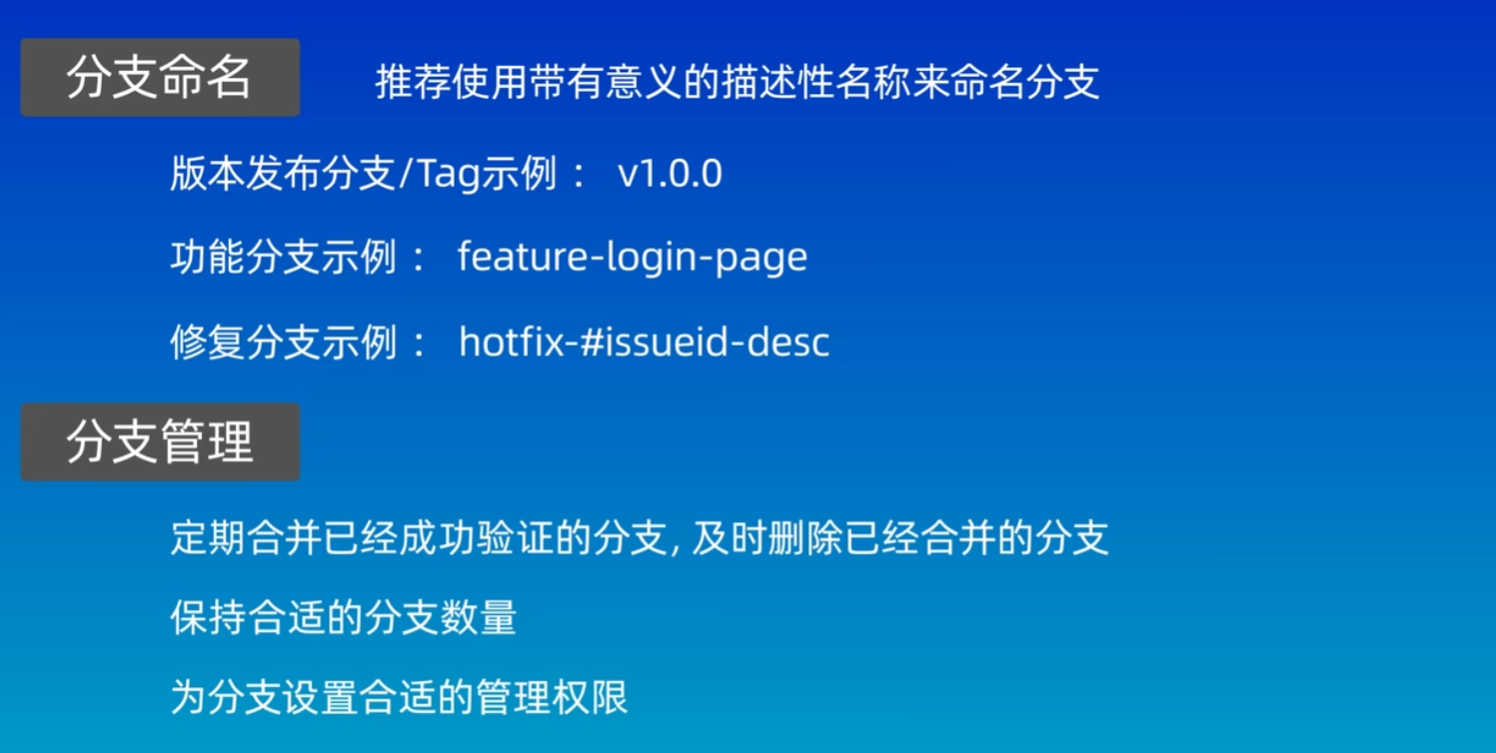 分支命名 推荐使用带有意义的描述性名称来命名分支
版本发布分支/Tag示例： v1.0.0
功能分支示例： feature-login-page
修复分支示例： hotfix-#issueid-desc
分支管理
定期合并已经成功验证的分支, 及时删除已经合并的分支
保持合适的分支数量
为分支设置合适的管理权限